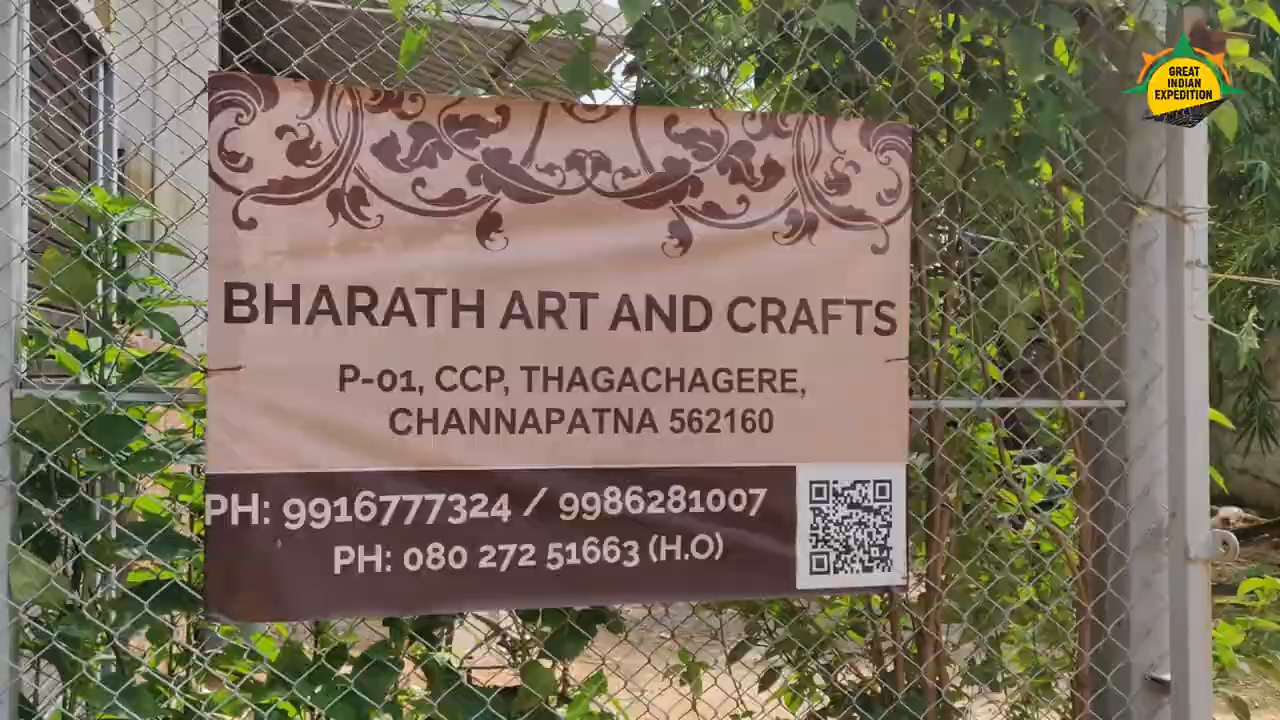 GREAT
INDIAN
EXPEDITION
BHARATH ART AND CRAFTS
P-01, CCP, THAGACHAGERE,
CHANNAPATNA 562160
PH: 9916777324 / 9986281007
PH: 080 272 51663 (H.O)